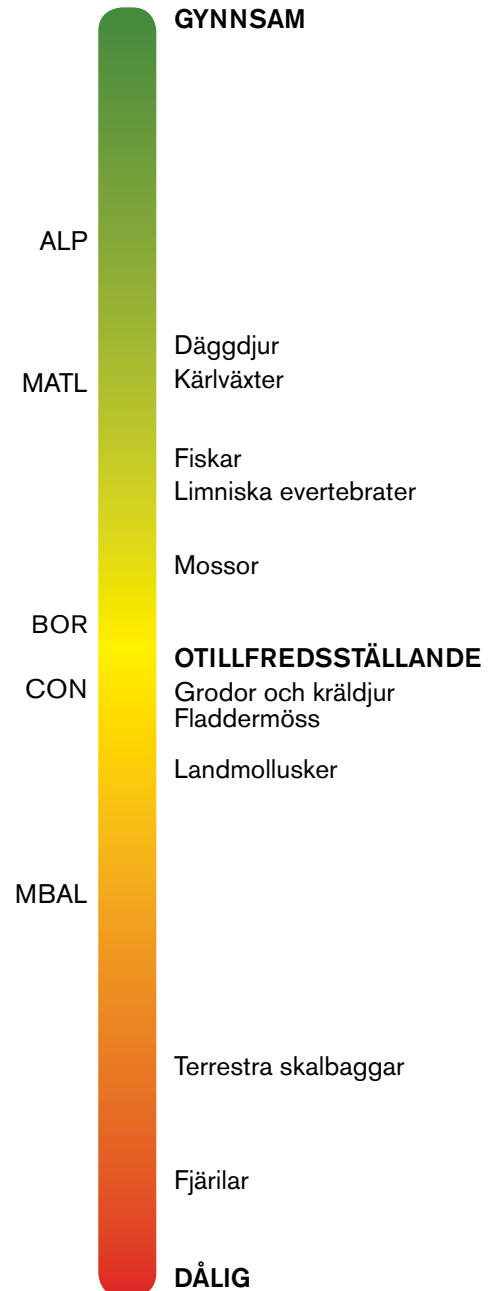 GYNNSAM
ALP
Däggdjur
MATL
Kärlväxter
Fiskar
Limniska evertebrater
Mossor
BOR
OTILLFREDSSTÄLLANDE
CON
Grodor och kräldjur
Fladdermöss
Landmollusker
MBAL
Terrestra skalbaggar
Fjärilar
DÅLIG